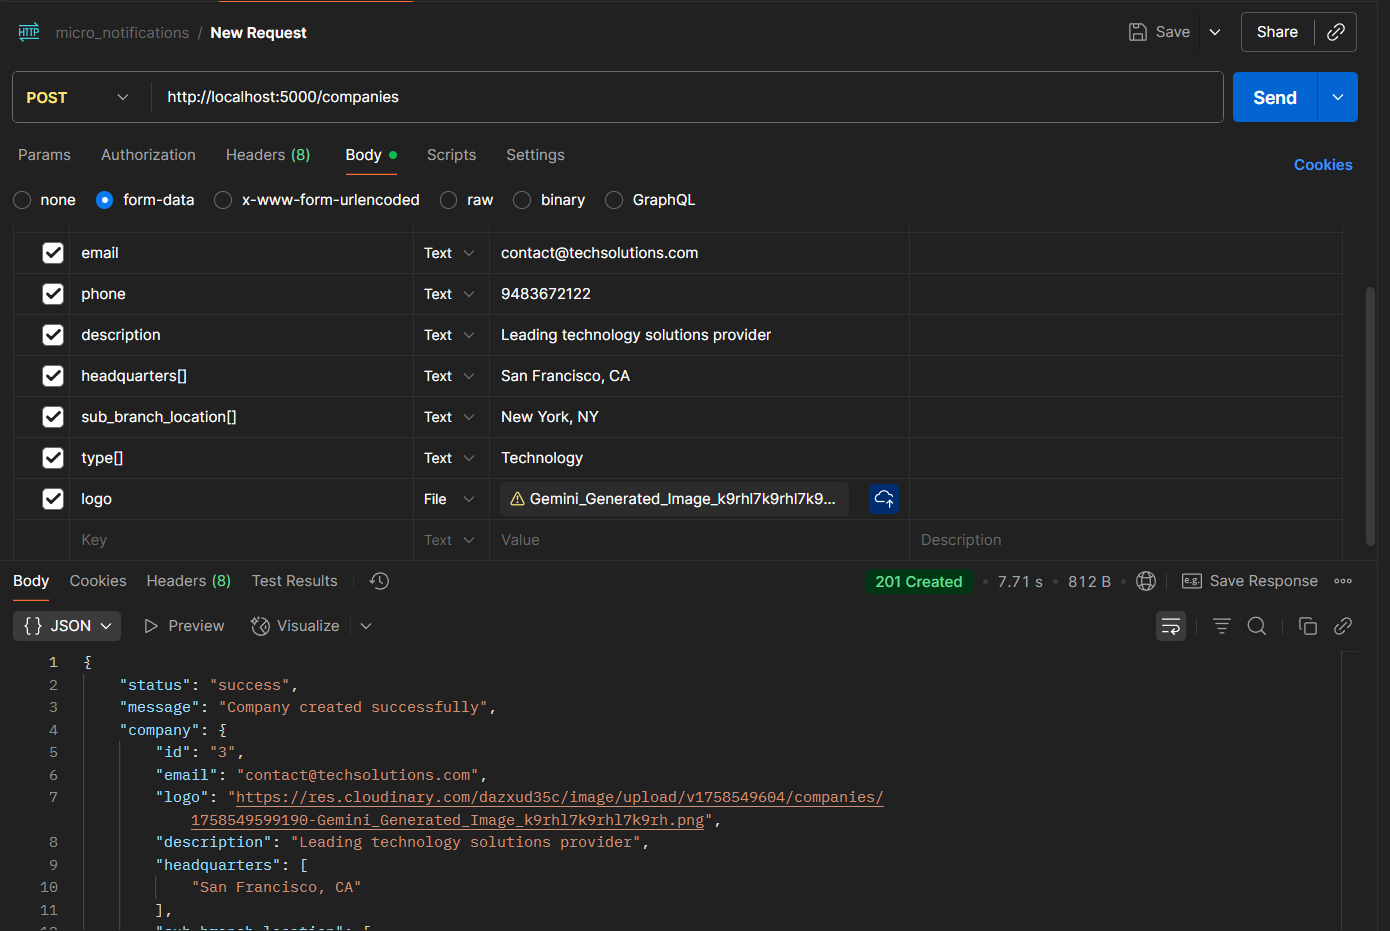 HTTP micro_notifications / New Request Save Share
POST http://localhost:5000/companies Send
Params Authorization Headers (8) Body Scripts Settings Cookies
none form-data x-www-form-urlencoded raw binary GraphQL
email Text contact@techsolutions.com
phone Text 9483672122
description Text Leading technology solutions provider
headquarters[] Text San Francisco, CA
sub_branch_location[] Text New York, NY
type[] Text Technology
logo File Gemini_Generated_Image_k9rhl7k9rhl7k9...
Key Text Value Description
Body Cookies Headers (8) Test Results 201 Created 7.71 s 812 B e.g. Save Response
{} JSON Preview Visualize
1 {
2 "status": "success",
3 "message": "Company created successfully",
4 "company": {
5 "id": "3",
6 "email": "contact@techsolutions.com",
7 "logo": "https://res.cloudinary.com/dazxud35c/image/upload/v1758549604/companies/
1758549599190-Gemini_Generated_Image_k9rhl7k9rhl7k9rh.png",
8 "description": "Leading technology solutions provider",
9 "headquarters": [
10 "San Francisco, CA"
11 ],
12 "sub_branch_location": [